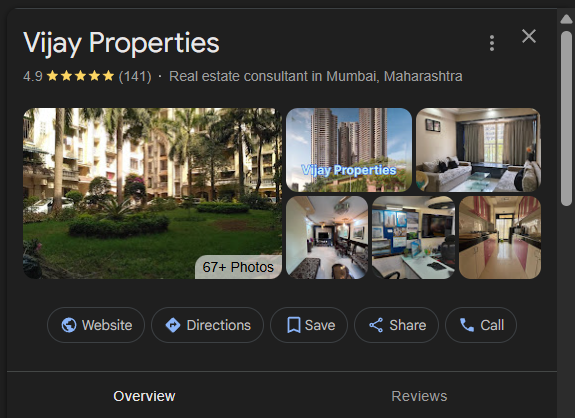 Vijay Properties
4.9 ★★★★★ (141) · Real estate consultant in Mumbai, Maharashtra
Vijay Properties
67+ Photos
Website Directions Save Share Call
Overview Reviews